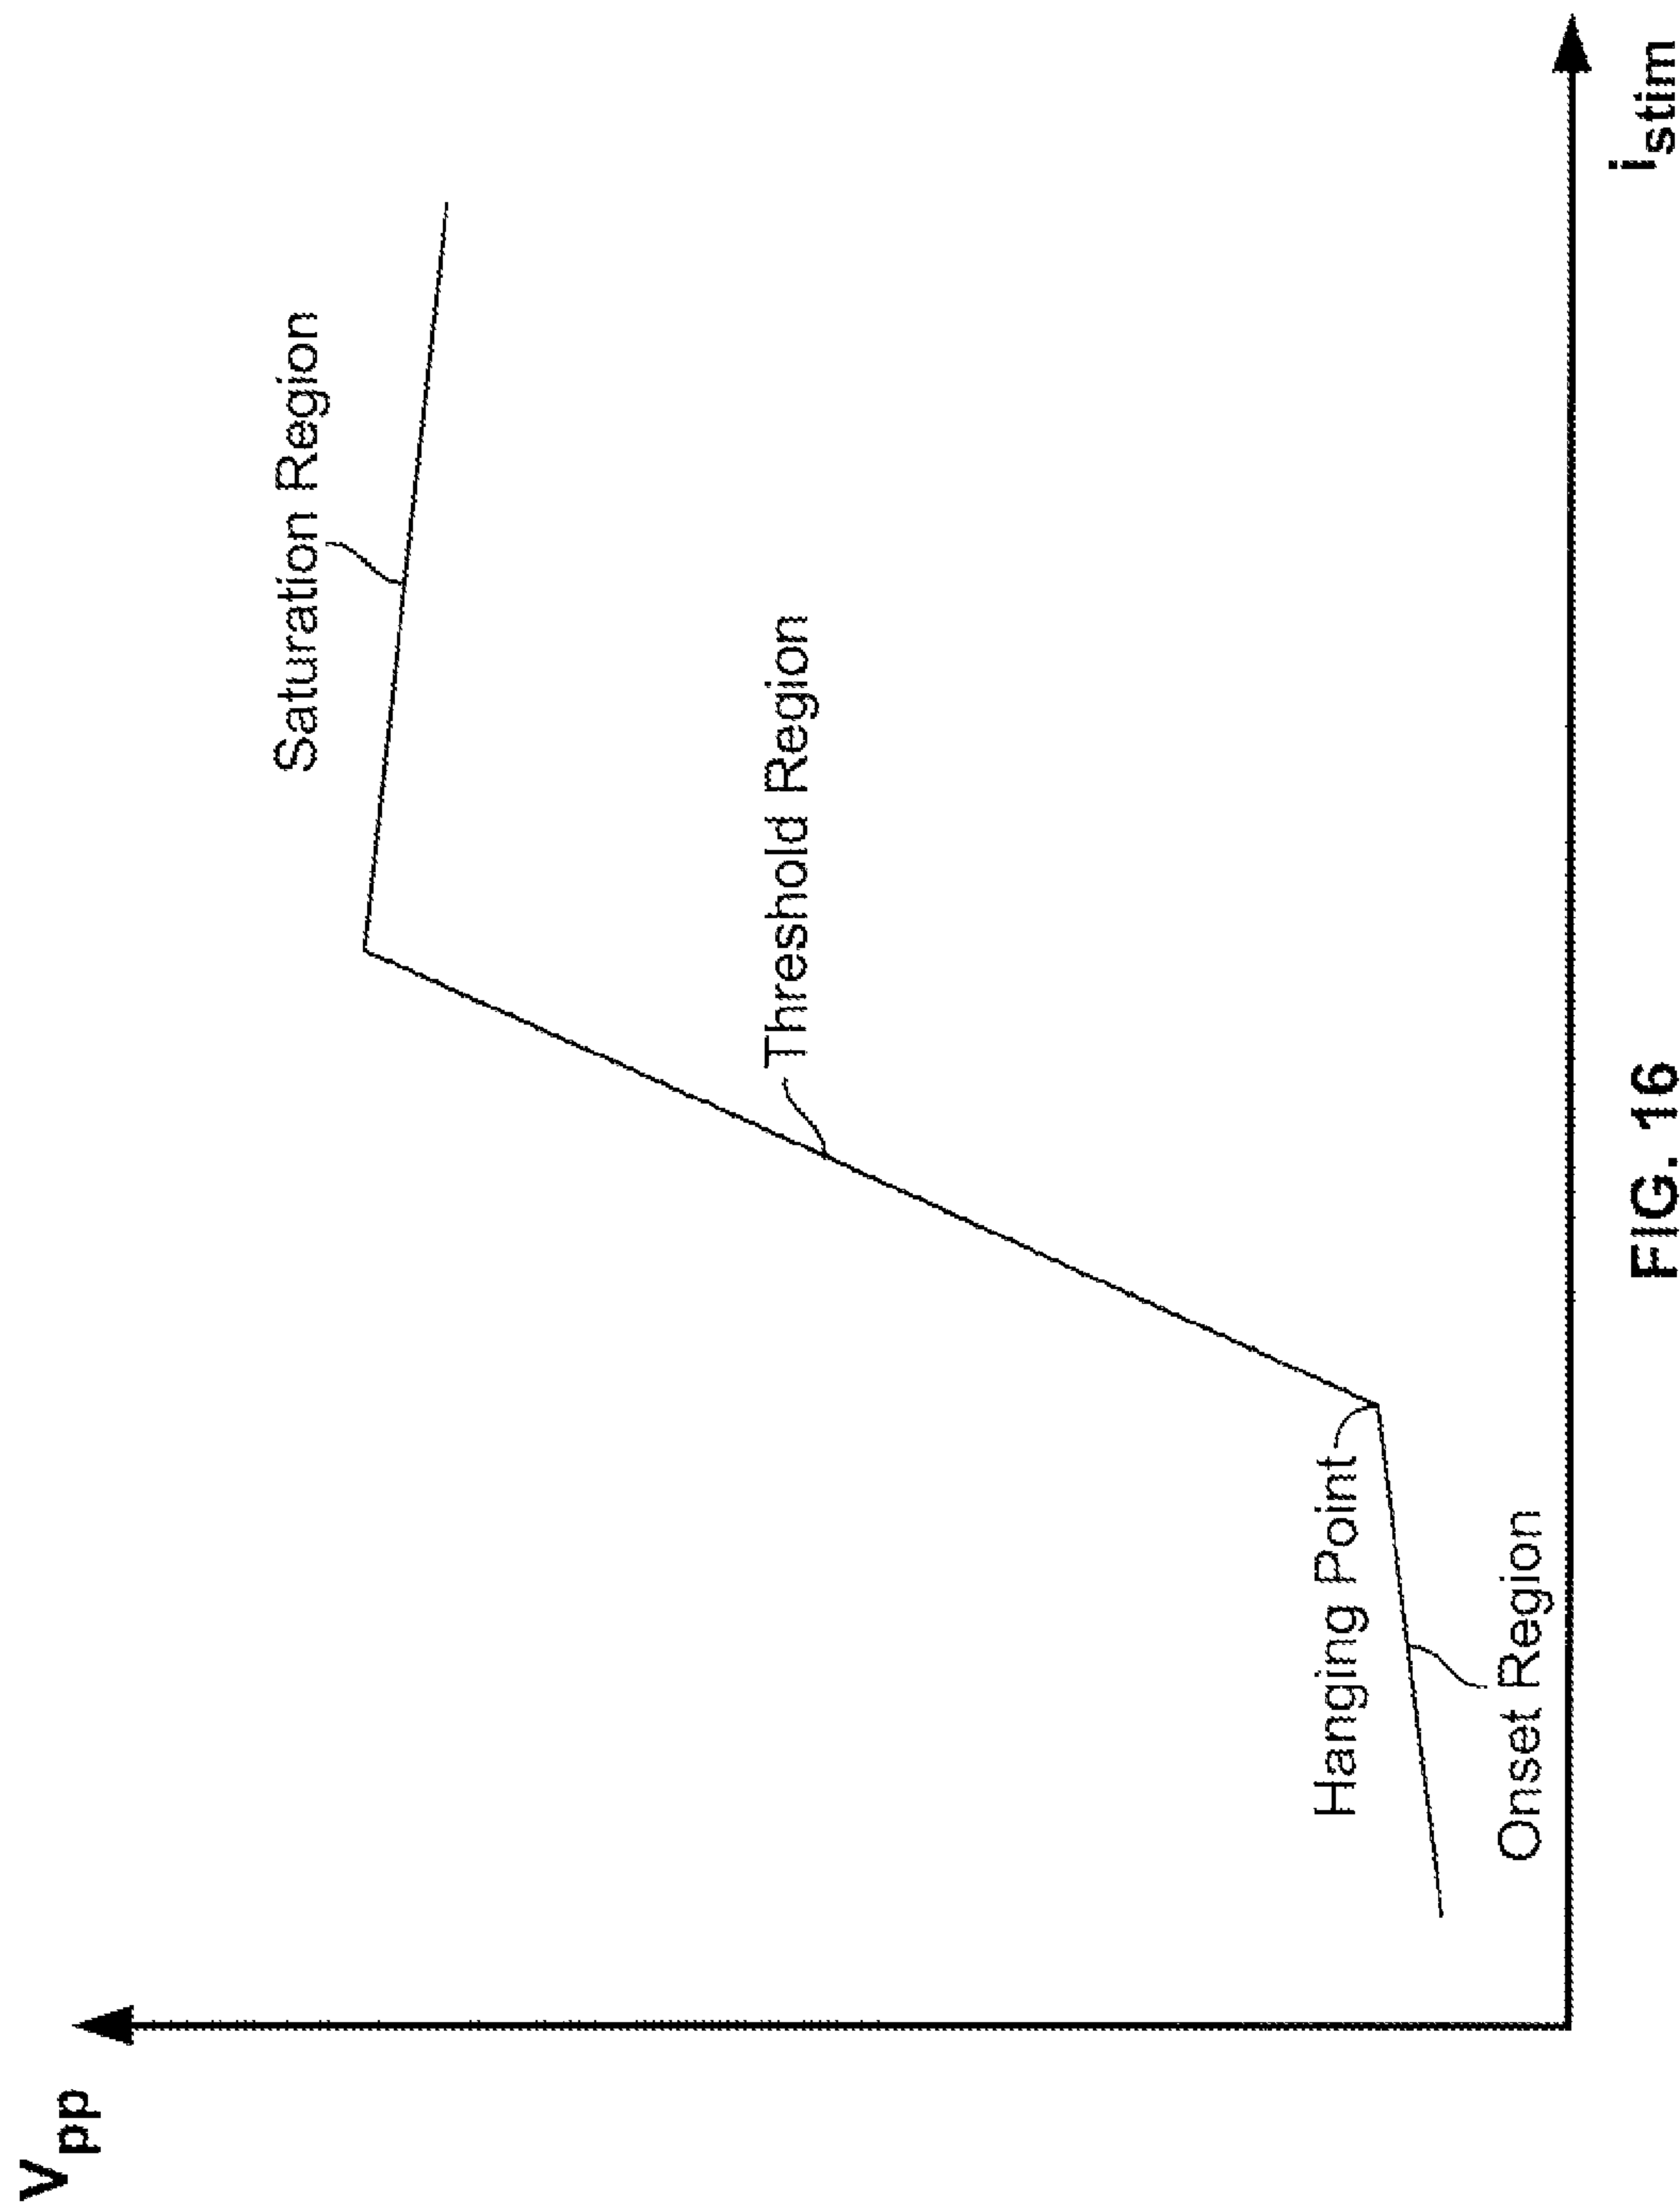 Vpp
Saturation Region
Threshold Region
Hanging Point
Onset Region
istim
FIG. 16